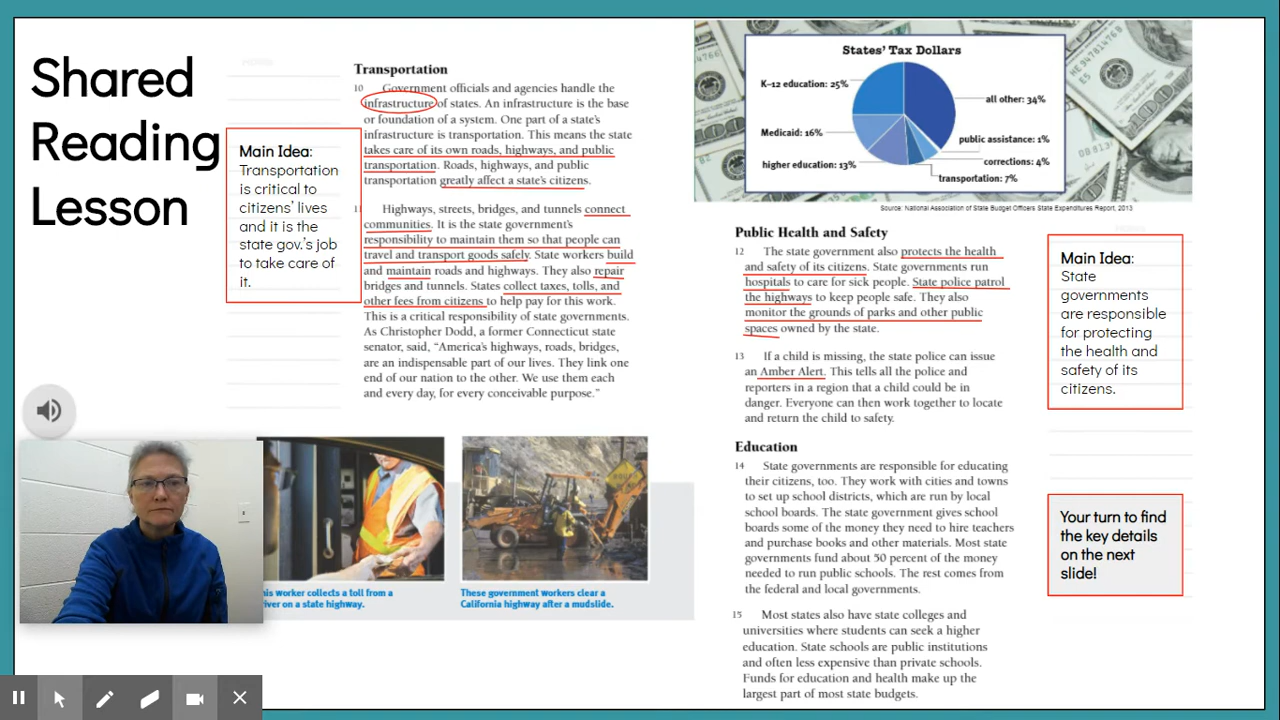 Shared
Reading
Lesson
Main Idea:
Transportation
is critical to
citizens' lives
and it is the
state gov.'s job
to take care of
it.
Transportation
10 Government officials and agencies handle the
infrastructure of states. An infrastructure is the base
or foundation of a system. One part of a state's
infrastructure is transportation. This means the state
takes care of its own roads, highways, and public
transportation. Roads, highways, and public
transportation greatly affect a state's citizens.
11 Highways, streets, bridges, and tunnels connect
communities. It is the state government's
responsibility to maintain them so that people can
travel and transport goods safely. State workers build
and maintain roads and highways. They also repair
bridges and tunnels. States collect taxes, tolls, and
other fees from citizens to help pay for this work.
This is a critical responsibility of state governments.
As Christopher Dodd, a former Connecticut state
senator, said, “America's highways, roads, bridges,
are an indispensable part of our lives. They link one
end of our nation to the other. We use them each
and every day, for every conceivable purpose.”
his worker collects a toll from a
iver on a state highway.
These government workers clear a
California highway after a mudslide.
States' Tax Dollars
K–12 education: 25%
all other: 34%
Medicaid: 16%
public assistance: 1%
higher education: 13%
corrections: 4%
transportation: 7%
Source: National Association of State Budget Officers State Expenditures Report, 2013
Public Health and Safety
12 The state government also protects the health
and safety of its citizens. State governments run
hospitals to care for sick people. State police patrol
the highways to keep people safe. They also
monitor the grounds of parks and other public
spaces owned by the state.
13 If a child is missing, the state police can issue
an Amber Alert. This tells all the police and
reporters in a region that a child could be in
danger. Everyone can then work together to locate
and return the child to safety.
Education
14 State governments are responsible for educating
their citizens, too. They work with cities and towns
to set up school districts, which are run by local
school boards. The state government gives school
boards some of the money they need to hire teachers
and purchase books and other materials. Most state
governments fund about 50 percent of the money
needed to run public schools. The rest comes from
the federal and local governments.
15 Most states also have state colleges and
universities where students can seek a higher
education. State schools are public institutions
and often less expensive than private schools.
Funds for education and health make up the
largest part of most state budgets.
Main Idea:
State
governments
are responsible
for protecting
the health and
safety of its
citizens.
Your turn to find
the key details
on the next
slide!